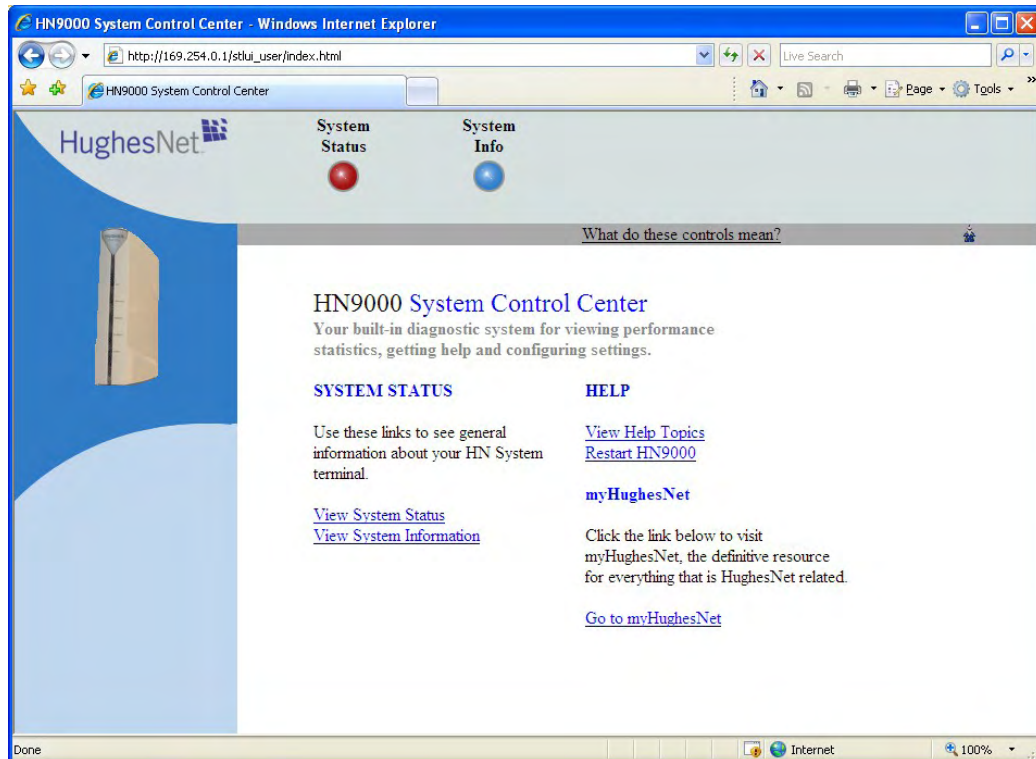 HN9000 System Control Center - Windows Internet Explorer
http://169.254.0.1/stlui_user/index.html
Live Search
HN9000 System Control Center
Page
Tools
»
HughesNet
System
Status
System
Info
What do these controls mean?
HN9000 System Control Center
Your built-in diagnostic system for viewing performance
statistics, getting help and configuring settings.
SYSTEM STATUS
Use these links to see general
information about your HN System
terminal.
View System Status
View System Information
HELP
View Help Topics
Restart HN9000
myHughesNet
Click the link below to visit
myHughesNet, the definitive resource
for everything that is HughesNet related.
Go to myHughesNet
Done
Internet
100%